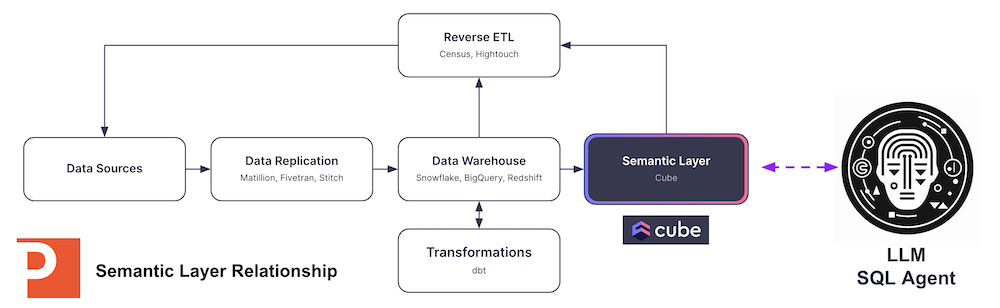 Reverse ETL
Census, Hightouch
Data Sources
Data Replication
Matillion, Fivetran, Stitch
Data Warehouse
Snowflake, BigQuery, Redshift
Semantic Layer
Cube
cube
Transformations
dbt
LLM
SQL Agent
P
Semantic Layer Relationship